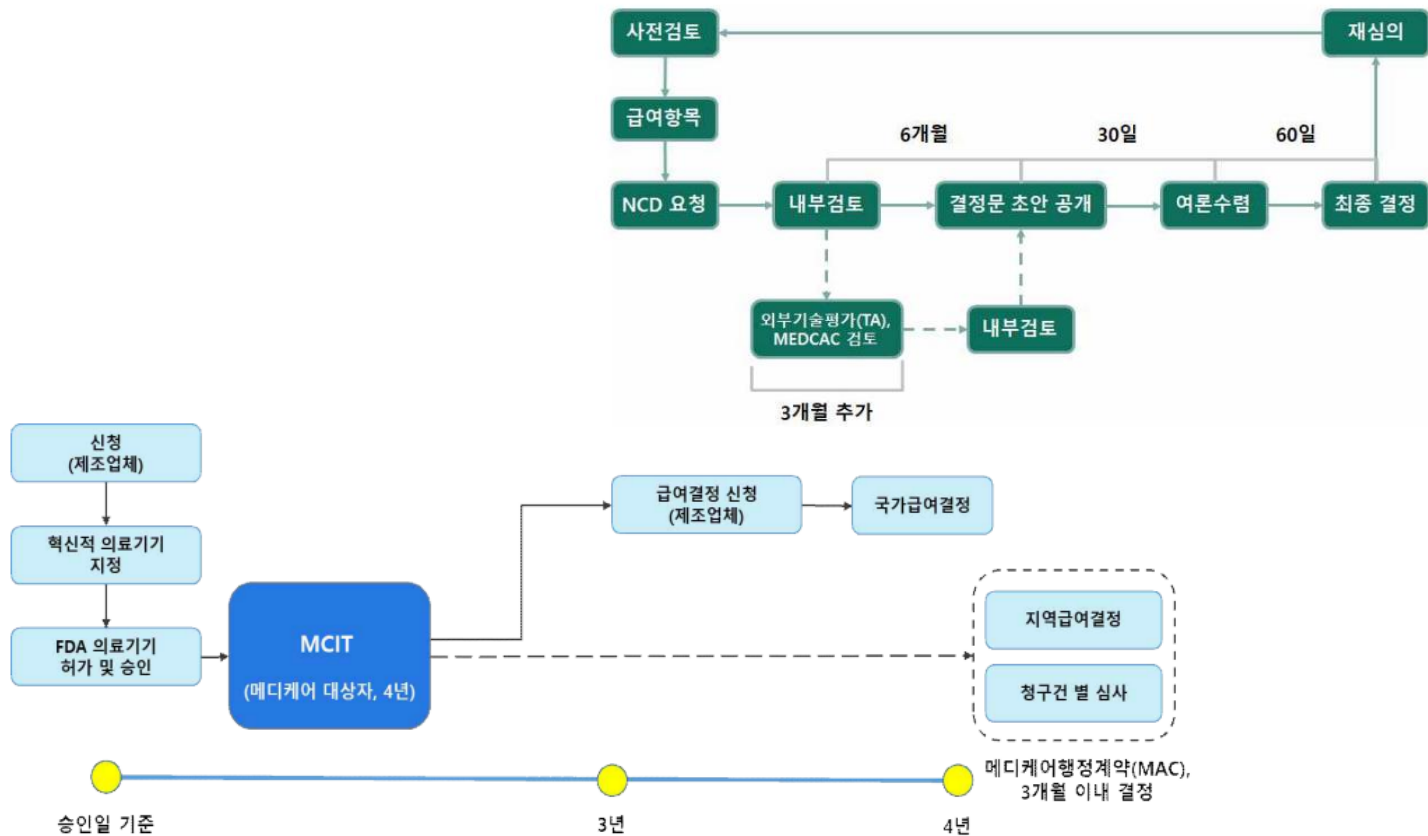 사전검토
재심의
급여항목
6개월
30일
60일
NCD 요청
내부검토
결정문 초안 공개
여론수렴
최종 결정
외부기술평가(TA),
MEDCAC 검토
내부검토
3개월 추가
신청
(제조업체)
급여결정 신청
(제조업체)
국가급여결정
혁신적 의료기기
지정
FDA 의료기기
허가 및 승인
MCIT
(메디케어 대상자, 4년)
지역급여결정
청구건 별 심사
메디케어행정계약(MAC),
3개월 이내 결정
승인일 기준
3년
4년